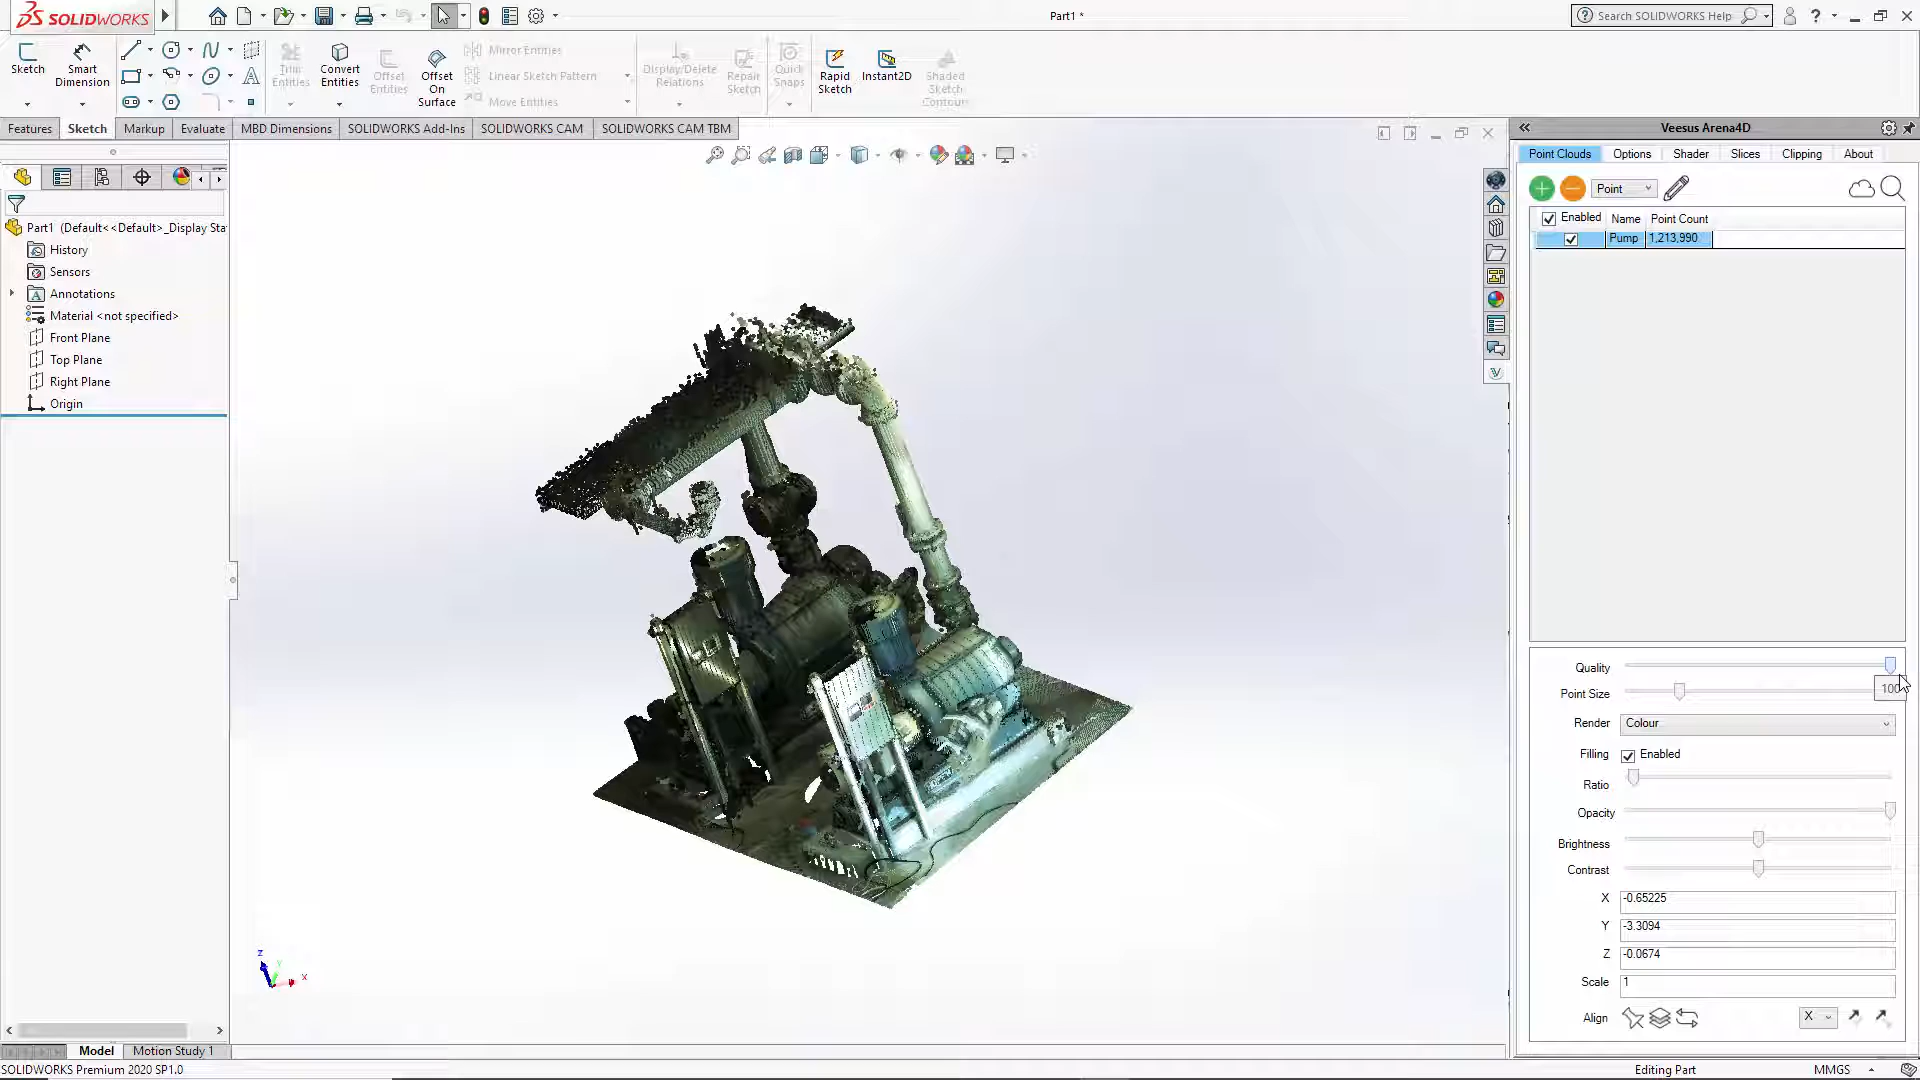 SOLIDWORKS
Part1 *
Search SOLIDWORKS Help
Sketch
Smart Dimension
Trim Entities
Convert Entities
Offset Entities
Offset On Surface
Mirror Entities
Linear Sketch Pattern
Move Entities
Display/Delete Relations
Repair Sketch
Quick Snaps
Rapid Sketch
Instant2D
Shaded Sketch Contours
Features
Sketch
Markup
Evaluate
MBD Dimensions
SOLIDWORKS Add-Ins
SOLIDWORKS CAM
SOLIDWORKS CAM TBM
Part1 (Default<<Default>_Display Sta
History
Sensors
Annotations
Material <not specified>
Front Plane
Top Plane
Right Plane
Origin
Z
Y
X
Veesus Arena4D
Point Clouds
Options
Shader
Slices
Clipping
About
Point
Enabled
Name
Point Count
Pump
1,213,990
Quality
100
Point Size
Render
Colour
Filling
Enabled
Ratio
Opacity
Brightness
Contrast
X
-0.65225
Y
-3.3094
Z
-0.0674
Scale
1
Align
X
Model
Motion Study 1
SOLIDWORKS Premium 2020 SP1.0
Editing Part
MMGS